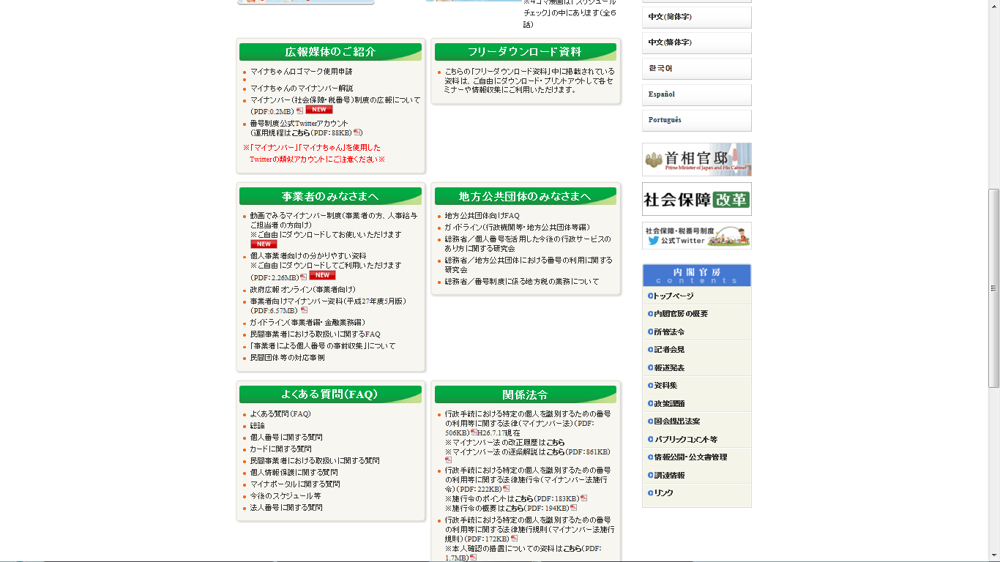 ※4コマ漫画は「スケジュール
チェック」の中にあります(全6
話)
広報媒体のご紹介
マイナちゃんロゴマーク使用申請
マイナちゃんのマイナンバー解説
マイナンバー(社会保障・税番号)制度の広報について
(PDF:0.2MB) NEW
番号制度公式Twitterアカウント
(運用規程はこちら(PDF:88KB))
※「マイナンバー」「マイナちゃん」を使用した
Twitterの類似アカウントにご注意ください※
フリーダウンロード資料
こちらの「フリーダウンロード資料」中に掲載されている
資料は、ご自由にダウンロード・プリントアウトして各セ
ミナーや情報収集にご利用いただけます。
事業者のみなさまへ
動画でみるマイナンバー制度(事業者の方、人事給与
ご担当者の方向け)
※ご自由にダウンロードしてお使いいただけます
NEW
個人事業者向けの分かりやすい資料
※ご自由にダウンロードしてご利用いただけます
(PDF:2.26MB) NEW
政府広報オンライン(事業者向け)
事業者向けマイナンバー資料(平成27年度5月版)
(PDF:6.57MB)
ガイドライン(事業者編・金融業務編)
民間事業者における取扱いに関するFAQ
「事業者による個人番号の事前収集」について
民間団体等の対応事例
地方公共団体のみなさまへ
地方公共団体向けFAQ
ガイドライン(行政機関等・地方公共団体等編)
総務省/個人番号を活用した今後の行政サービスの
あり方に関する研究会
総務省/地方公共団体における番号の利用に関する
研究会
総務省/番号制度に係る地方税の業務について
よくある質問(FAQ)
よくある質問(FAQ)
総論
個人番号に関する質問
カードに関する質問
民間事業者における取扱いに関する質問
個人情報保護に関する質問
マイナポータルに関する質問
今後のスケジュール等
法人番号に関する質問
関係法令
行政手続における特定の個人を識別するための番号
の利用等に関する法律(マイナンバー法)(PDF:
506KB)H26.7.17現在
※マイナンバー法の改正履歴はこちら
※マイナンバー法の逐条解説はこちら(PDF:861KB)
行政手続における特定の個人を識別するための番号
の利用等に関する法律施行令(マイナンバー法施行
令)(PDF:222KB)
※施行令のポイントはこちら(PDF:183KB)
※施行令の概要はこちら(PDF:194KB)
行政手続における特定の個人を識別するための番号
の利用等に関する法律施行規則(マイナンバー法施行
規則)(PDF:172KB)
※本人確認の措置についての資料はこちら(PDF:
1.7MB)
中文(简体字)
中文(繁体字)
한국어
Español
Português
首相官邸
Prime Minister of Japan and His Cabinet
社会保障改革
社会保障・税番号制度
公式Twitter
内閣官房
contents
トップページ
内閣官房の概要
所管法令
記者会見
報道発表
資料集
政策課題
国会提出法案
パブリックコメント等
情報公開・公文書管理
調達情報
リンク